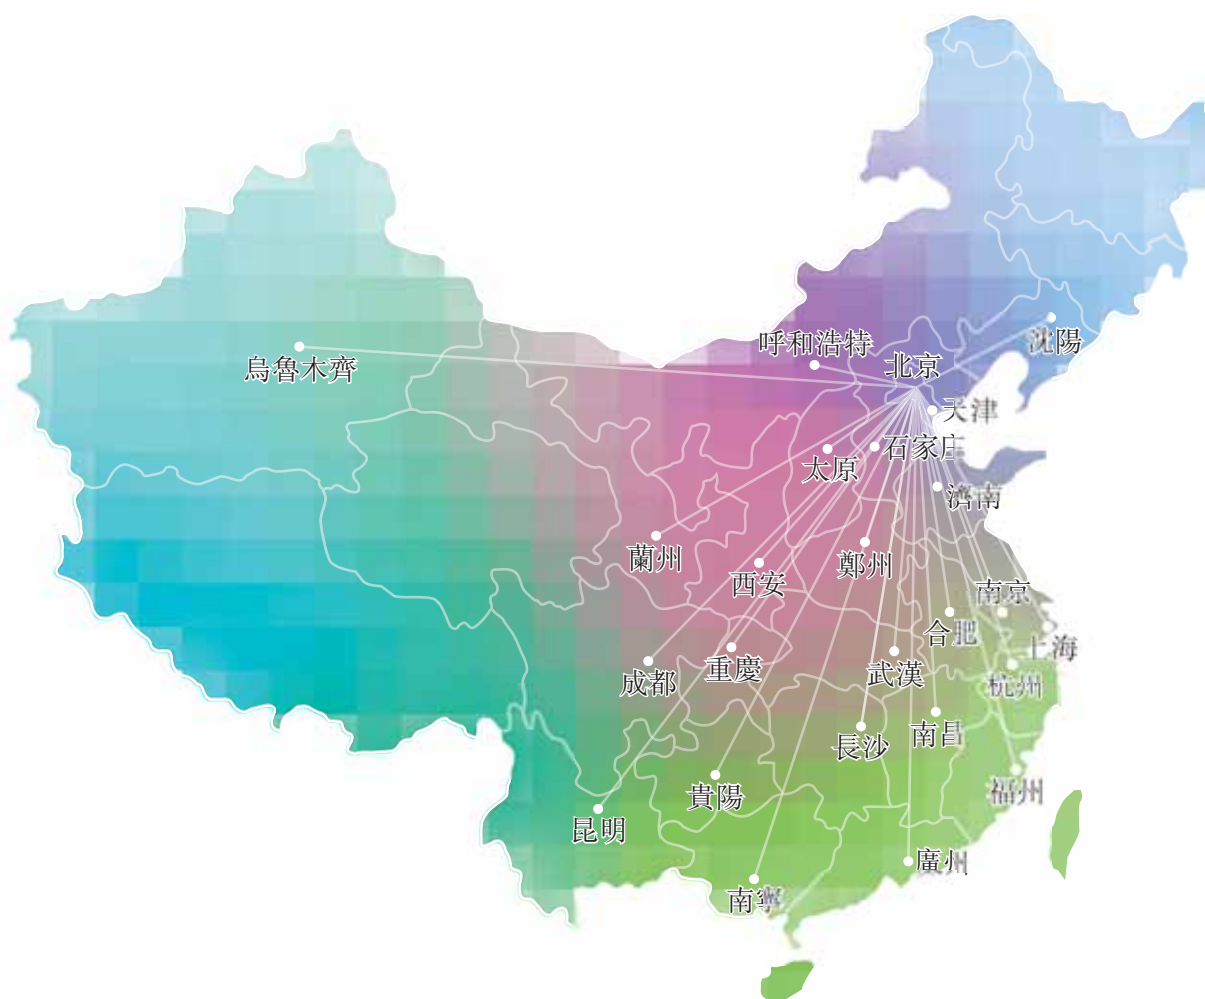 沈陽
呼和浩特
北京
烏魯木齊
天津
石家庄
太原
濟南
蘭州
鄭州
西安
南京
合肥
上海
重慶
武漢
成都
杭州
南昌
長沙
福州
貴陽
昆明
廣州
南寧